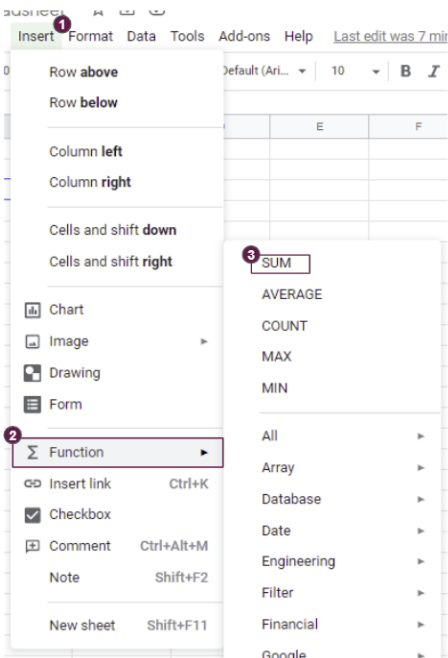 Insert Format Data Tools Add-ons Help Last edit was 7 min
1
Default (Ari... 10 B I
Row above
Row below
E F
Column left
Column right
Cells and shift down
Cells and shift right
3
SUM
AVERAGE
COUNT
MAX
MIN
Chart
Image
Drawing
Form
All
2
Function
Array
Insert link Ctrl+K
Database
Checkbox
Date
Comment Ctrl+Alt+M
Engineering
Note Shift+F2
Filter
New sheet Shift+F11
Financial
Google